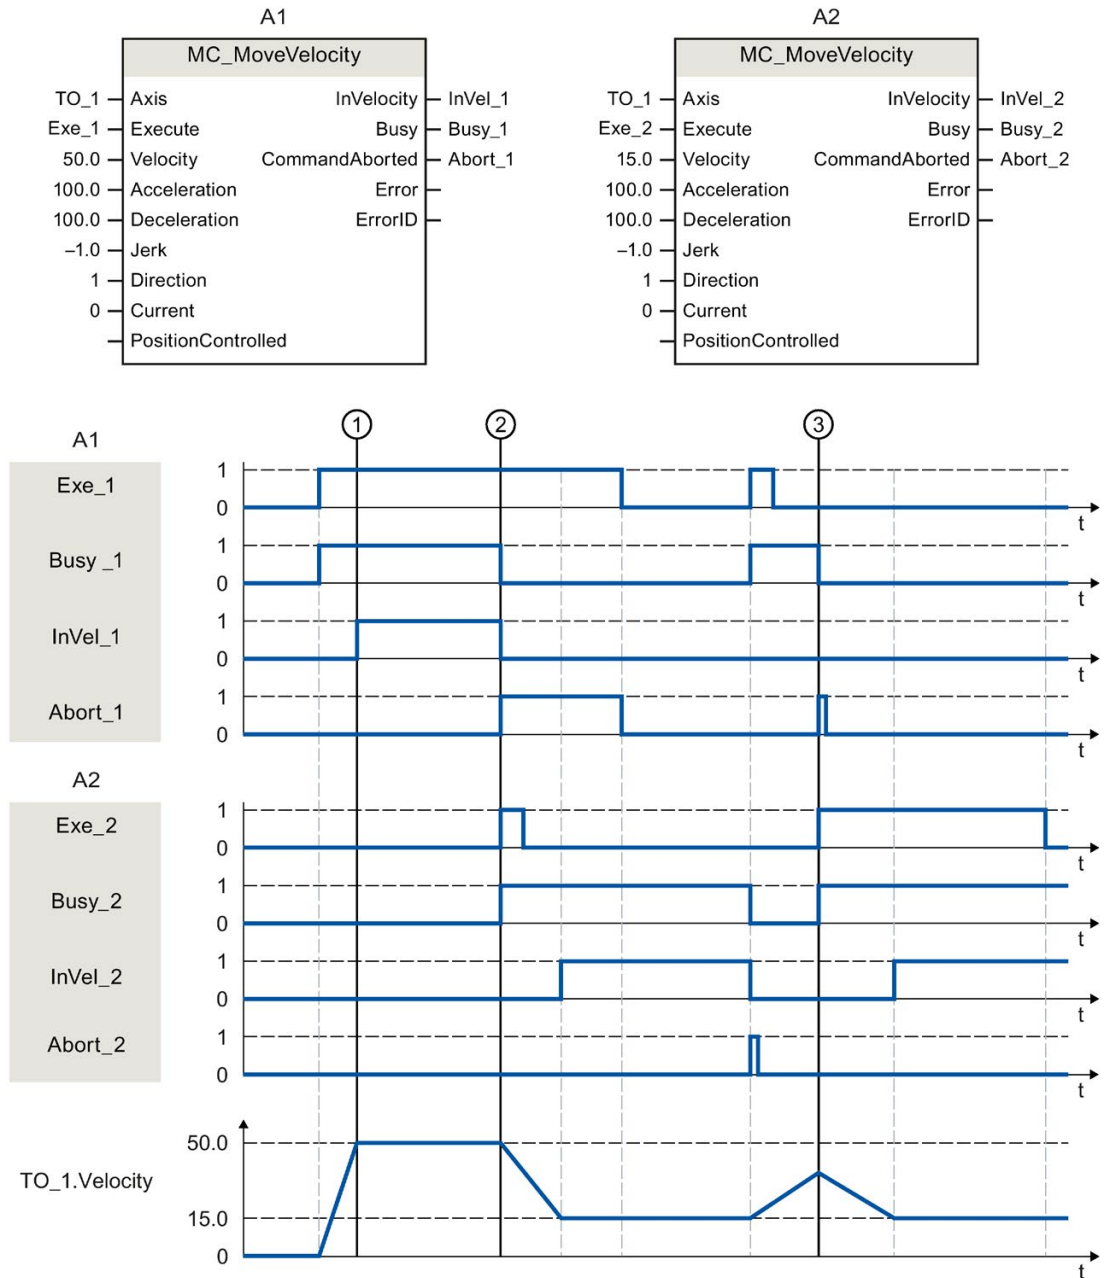 A1 A2
MC_MoveVelocity MC_MoveVelocity
TO_1 Axis InVelocity InVel_1 TO_1 Axis InVelocity InVel_2
Exe_1 Execute Busy Busy_1 Exe_2 Execute Busy Busy_2
50.0 Velocity CommandAborted Abort_1 15.0 Velocity CommandAborted Abort_2
100.0 Acceleration Error 100.0 Acceleration Error
100.0 Deceleration ErrorID 100.0 Deceleration ErrorID
–1.0 Jerk –1.0 Jerk
1 Direction 1 Direction
0 Current 0 Current
PositionControlled PositionControlled
1 2 3
A1
1
Exe_1
0
t
1
Busy _1
0
t
1
InVel_1
0
t
1
Abort_1
0
t
A2
1
Exe_2
0
t
1
Busy_2
0
t
1
InVel_2
0
t
1
Abort_2
0
t
50.0
TO_1.Velocity
15.0
0
t